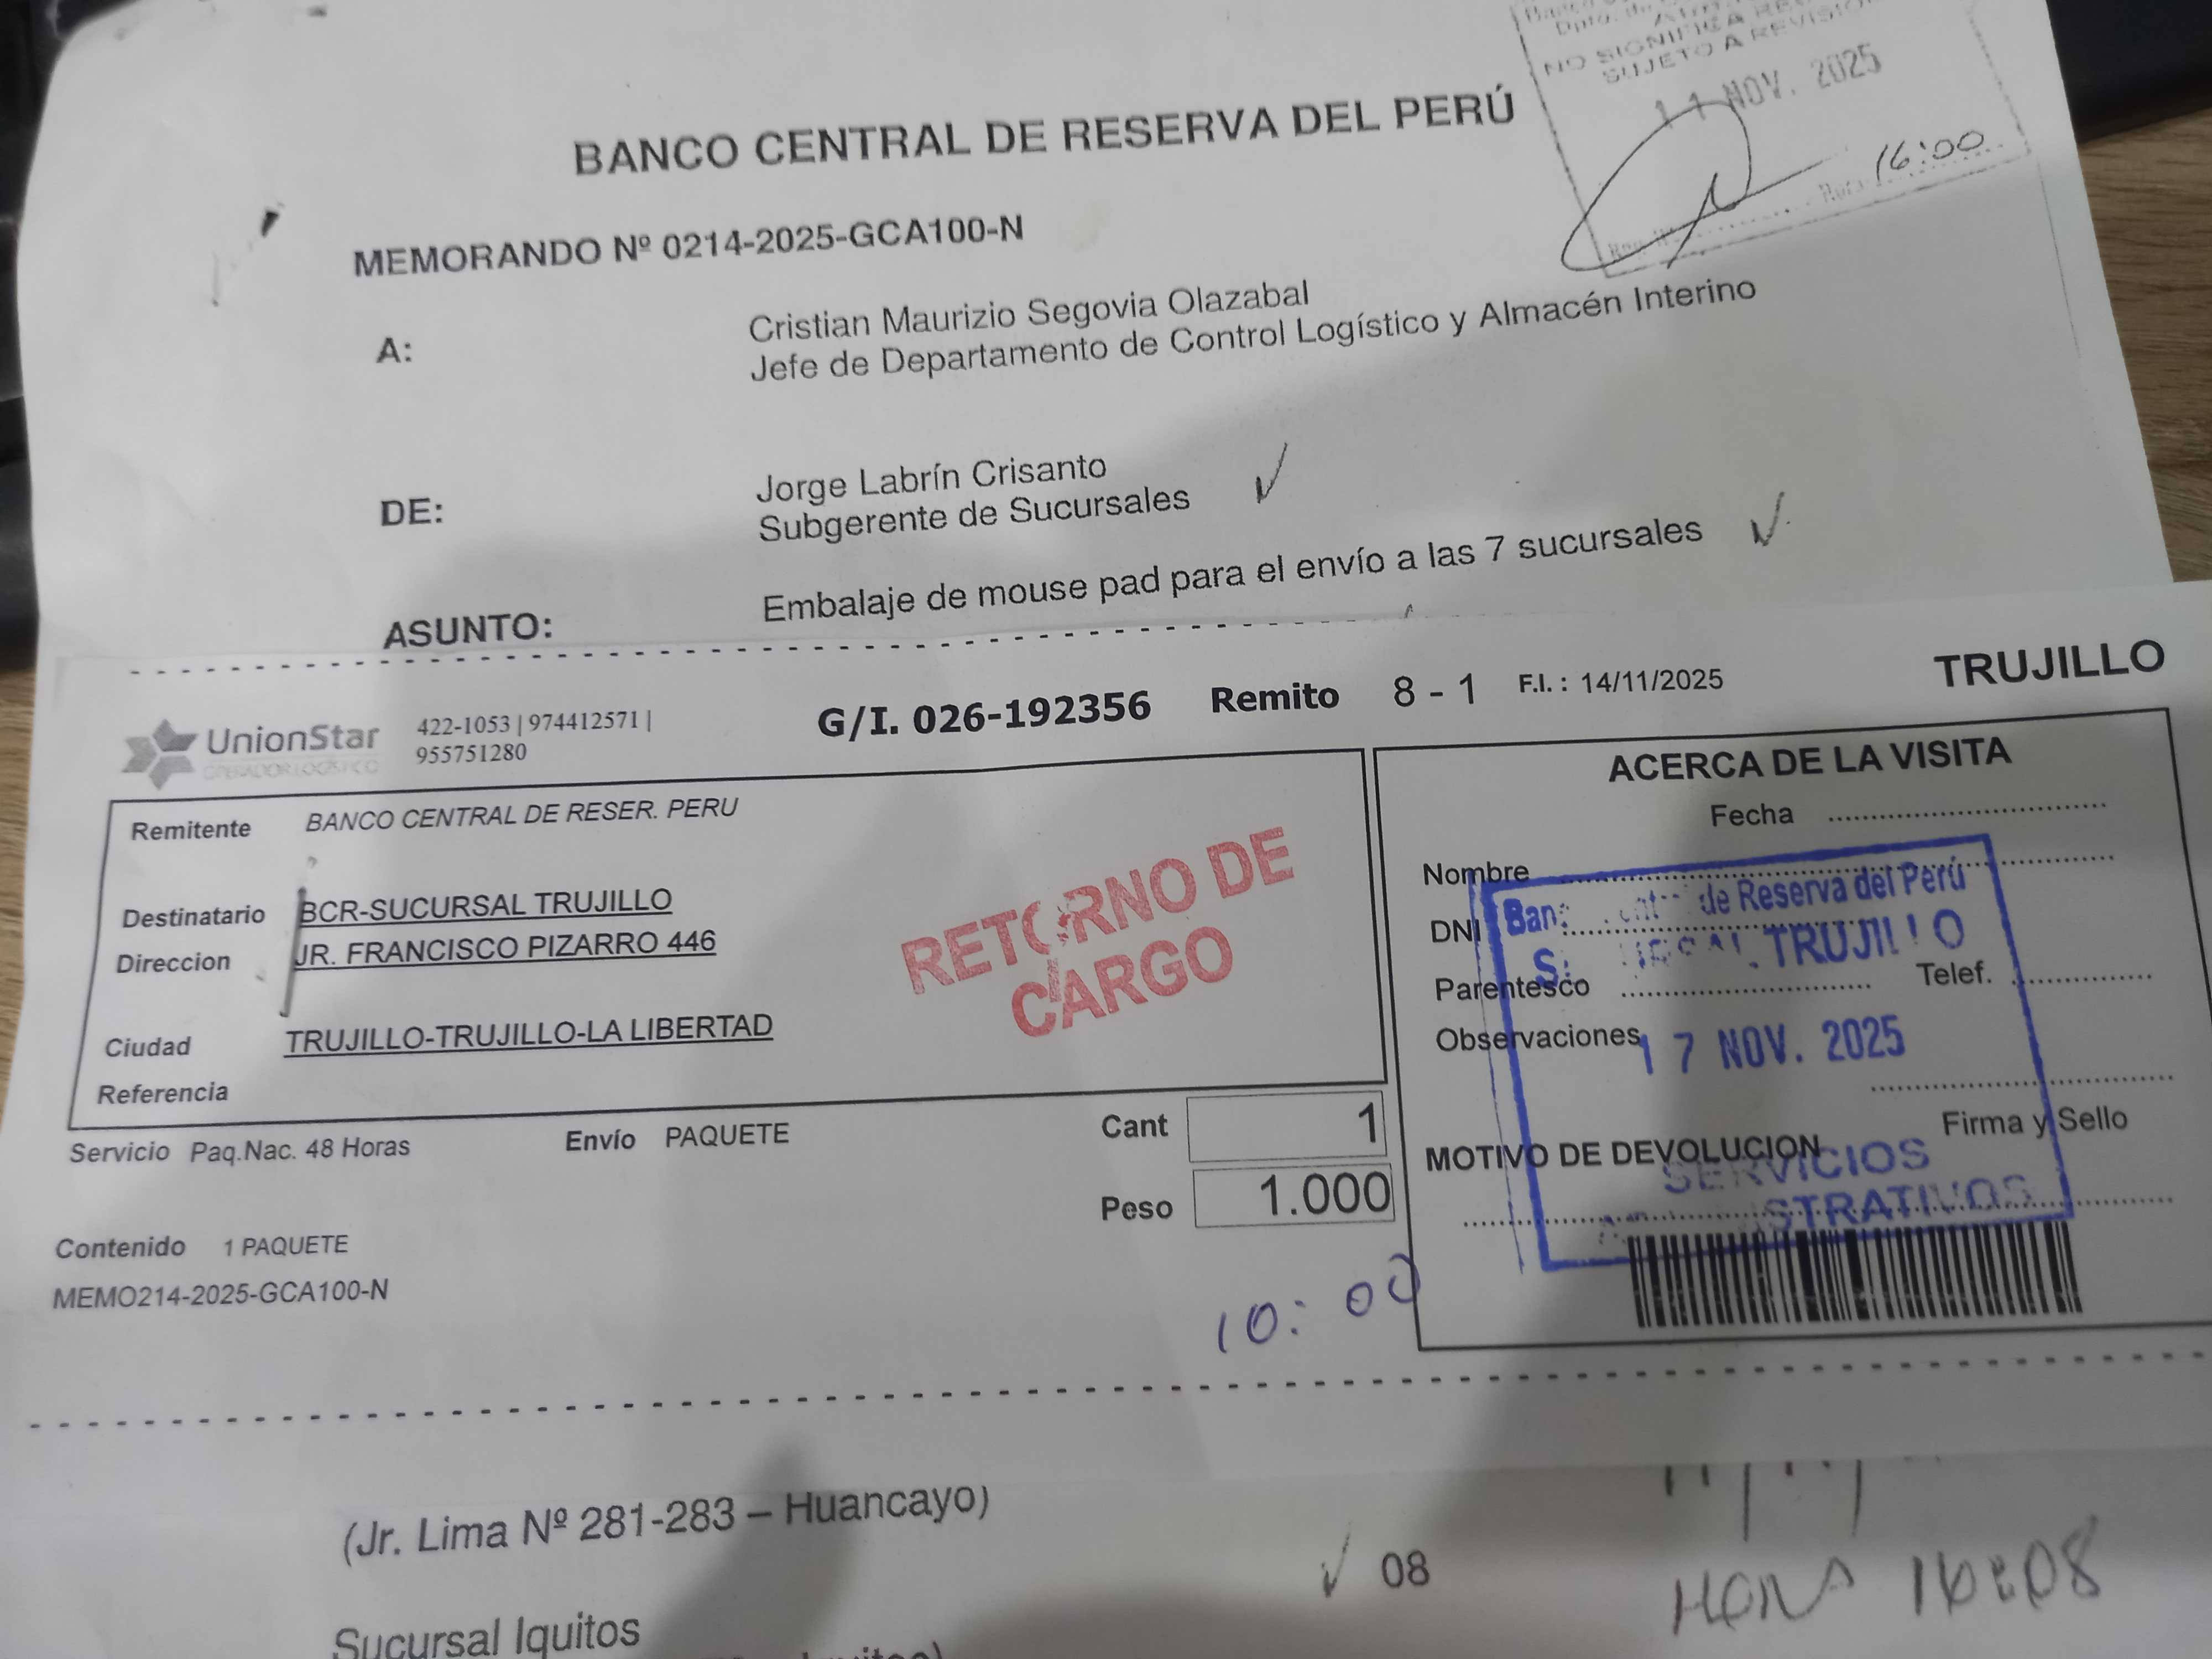 NO SIGNIFICA
SUJETO A REVISIÓN
11 NOV. 2025
16:00
BANCO CENTRAL DE RESERVA DEL PERÚ
MEMORANDO Nº 0214-2025-GCA100-N
A:
Cristian Maurizio Segovia Olazabal
Jefe de Departamento de Control Logístico y Almacén Interino
DE:
Jorge Labrín Crisanto
Subgerente de Sucursales
ASUNTO:
Embalaje de mouse pad para el envío a las 7 sucursales
UnionStar
OPERADOR LOGÍSTICO
422-1053 | 974412571 |
955751280
G/I. 026-192356 Remito 8 - 1 F.I. : 14/11/2025
TRUJILLO
Remitente BANCO CENTRAL DE RESER. PERU
Destinatario BCR-SUCURSAL TRUJILLO
Direccion JR. FRANCISCO PIZARRO 446
Ciudad TRUJILLO-TRUJILLO-LA LIBERTAD
Referencia
RETORNO DE
CARGO
Servicio Paq.Nac. 48 Horas Envío PAQUETE
Cant 1
Peso 1.000
Contenido 1 PAQUETE
MEMO214-2025-GCA100-N
10:00
ACERCA DE LA VISITA
Fecha
Nombre
DNI
Parentesco Telef.
Observaciones
Firma y Sello
MOTIVO DE DEVOLUCION
de Reserva del Perú
TRUJILLO
17 NOV. 2025
SERVICIOS
(Jr. Lima Nº 281-283 – Huancayo)
08
Sucursal Iquitos
HORA 16:08